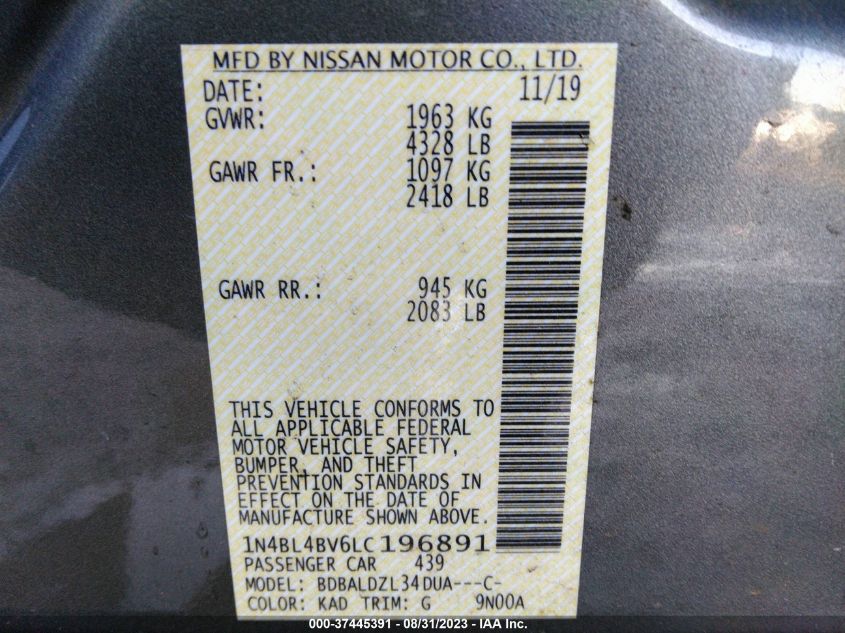 MFD BY NISSAN MOTOR CO., LTD.
DATE: 11/19
GVWR: 1963 KG
4328 LB
GAWR FR.: 1097 KG
2418 LB
GAWR RR.: 945 KG
2083 LB
THIS VEHICLE CONFORMS TO
ALL APPLICABLE FEDERAL
MOTOR VEHICLE SAFETY,
BUMPER, AND THEFT
PREVENTION STANDARDS IN
EFFECT ON THE DATE OF
MANUFACTURE SHOWN ABOVE.
1N4BL4BV6LC196891
PASSENGER CAR 439
MODEL: BDBALDZL34DUA---C-
COLOR: KAD TRIM: G 9N00A
000-37445391 - 08/31/2023 - IAA Inc.